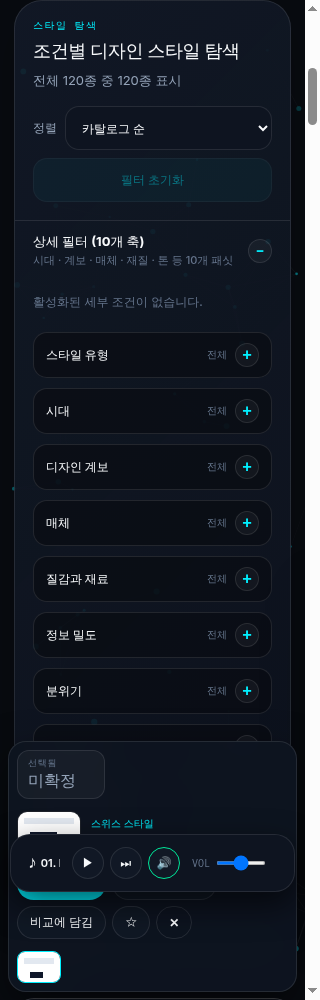 스타일 탐색
조건별 디자인 스타일 탐색
전체 120종 중 120종 표시
정렬
카탈로그 순
필터 초기화
상세 필터 (10개 축)
시대 · 계보 · 매체 · 재질 · 톤 등 10개 패싯
활성화된 세부 조건이 없습니다.
스타일 유형 전체
시대 전체
디자인 계보 전체
매체 전체
질감과 재료 전체
정보 밀도 전체
분위기 전체
선택됨
미확정
스위스 스타일
01.
VOL
비교에 담김